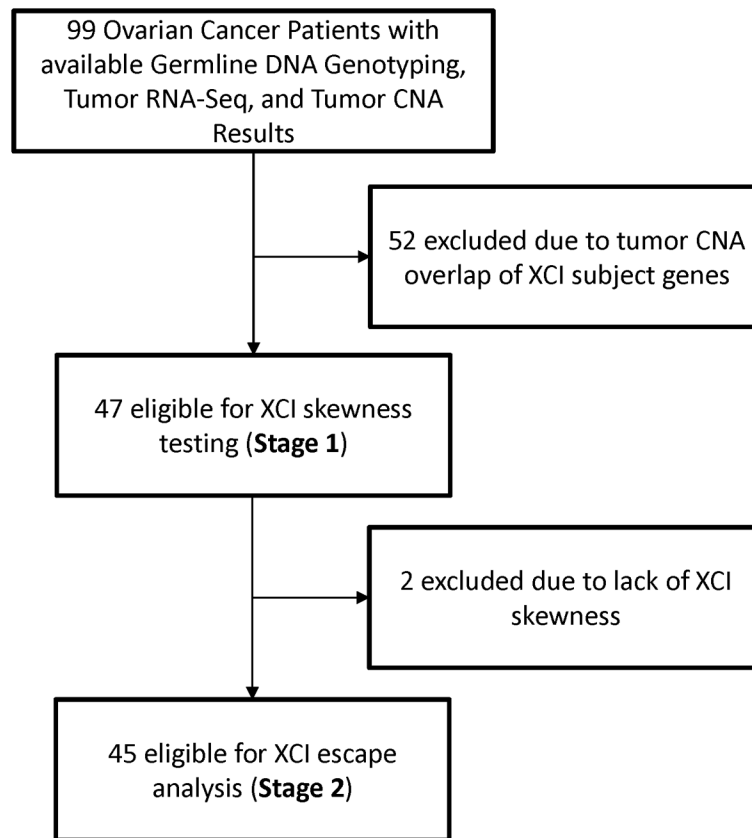 99 Ovarian Cancer Patients with
available Germline DNA Genotyping,
Tumor RNA-Seq, and Tumor CNA
Results
52 excluded due to tumor CNA
overlap of XCI subject genes
47 eligible for XCI skewness
testing (Stage 1)
2 excluded due to lack of XCI
skewness
45 eligible for XCI escape
analysis (Stage 2)